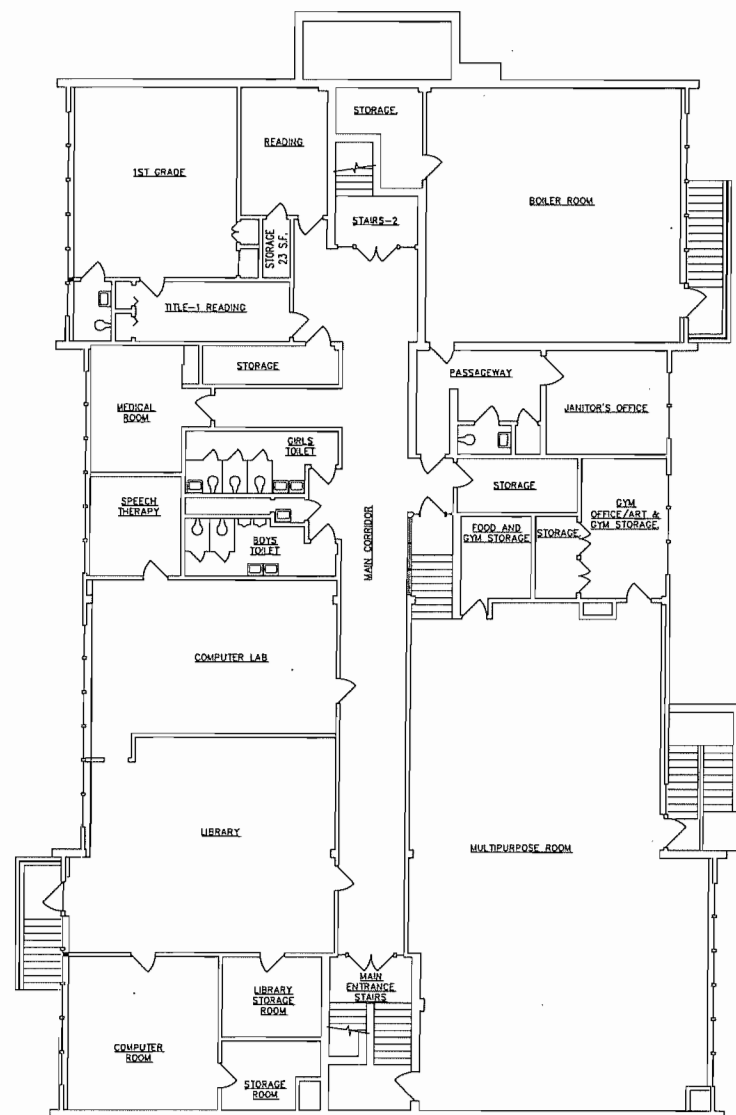 STORAGE
READING
1ST GRADE
BOILER ROOM
STAIRS-2
STORAGE
23 S.F.
TITLE-1 READING
STORAGE
PASSAGEWAY
MEDICAL
ROOM
JANITOR'S OFFICE
GIRLS
TOILET
STORAGE
SPEECH
THERAPY
GYM
OFFICE/ART &
GYM STORAGE
FOOD AND
GYM STORAGE
STORAGE
BOYS
TOILET
MAIN CORRIDOR
COMPUTER LAB
LIBRARY
MULTIPURPOSE ROOM
MAIN
ENTRANCE
STAIRS
LIBRARY
STORAGE
ROOM
COMPUTER
ROOM
STORAGE
ROOM